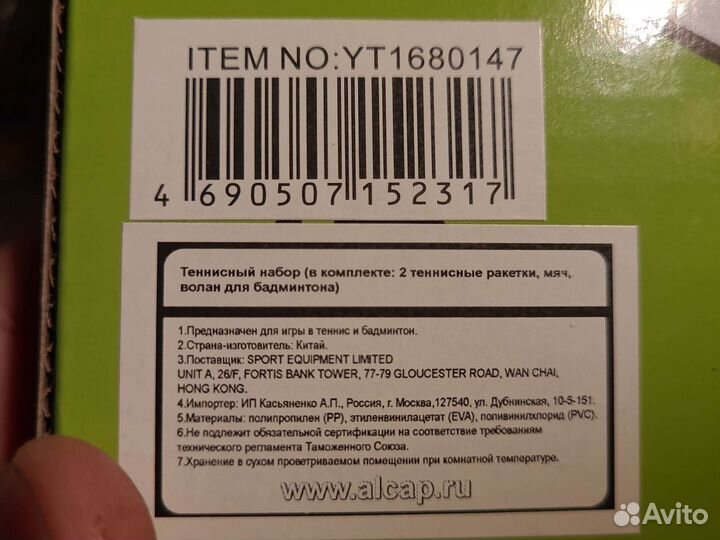 ITEM NO:YT1680147
4 690507 152317
Теннисный набор (в комплекте: 2 теннисные ракетки, мяч,
волан для бадминтона)
1.Предназначен для игры в теннис и бадминтон.
2.Страна-изготовитель: Китай.
3.Поставщик: SPORT EQUIPMENT LIMITED
UNIT A, 26/F, FORTIS BANK TOWER, 77-79 GLOUCESTER ROAD, WAN CHAI,
HONG KONG.
4.Импортер: ИП Касьяненко А.П., Россия, г. Москва,127540, ул. Дубнинская, 10-5-151.
5.Материалы: полипропилен (PP), этиленвинилацетат (EVA), поливинилхлорид (PVC).
6.Не подлежит обязательной сертификации на соответствие требованиям
технического регламента Таможенного Союза.
7.Хранение в сухом проветриваемом помещении при комнатной температуре.
www.alcap.ru
Avito